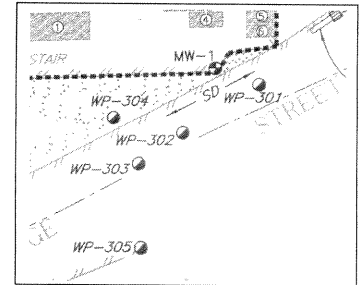 ① ④ ⑤
⑥
STAIR
MW-1
WP-301
WP-304
SD
STREET
WP-302
WP-303
GE
WP-305